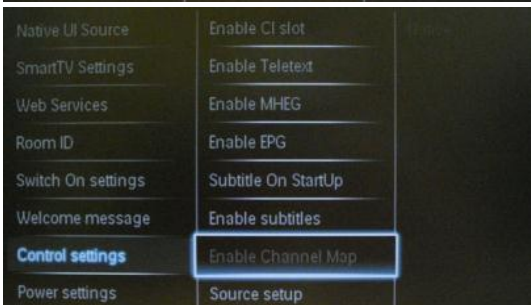 Native UI Source
SmartTV Settings
Web Services
Room ID
Switch On settings
Welcome message
Control settings
Power settings
Enable CI slot
Enable Teletext
Enable MHEG
Enable EPG
Subtitle On StartUp
Enable subtitles
Enable Channel Map
Source setup